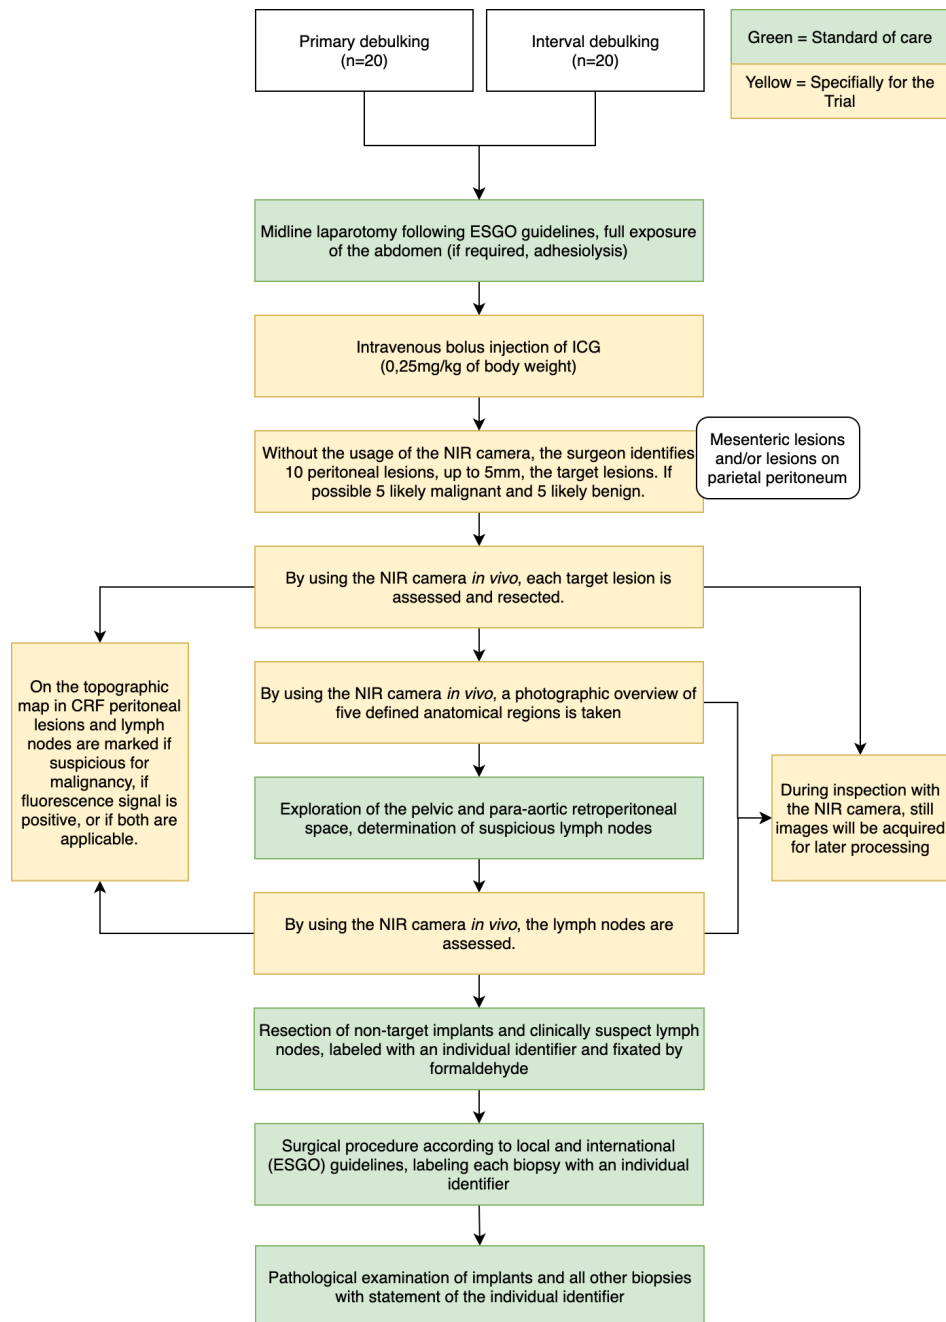 Primary debulking
(n=20)
Interval debulking
(n=20)
Green = Standard of care
Yellow = Specifially for the
Trial
Midline laparotomy following ESGO guidelines, full exposure
of the abdomen (if required, adhesiolysis)
Intravenous bolus injection of ICG
(0,25mg/kg of body weight)
Without the usage of the NIR camera, the surgeon identifies
10 peritoneal lesions, up to 5mm, the target lesions. If
possible 5 likely malignant and 5 likely benign.
Mesenteric lesions
and/or lesions on
parietal peritoneum
By using the NIR camera in vivo, each target lesion is
assessed and resected.
On the topographic
map in CRF peritoneal
lesions and lymph
nodes are marked if
suspicious for
malignancy, if
fluorescence signal is
positive, or if both are
applicable.
By using the NIR camera in vivo, a photographic overview of
five defined anatomical regions is taken
Exploration of the pelvic and para-aortic retroperitoneal
space, determination of suspicious lymph nodes
During inspection with
the NIR camera, still
images will be acquired
for later processing
By using the NIR camera in vivo, the lymph nodes are
assessed.
Resection of non-target implants and clinically suspect lymph
nodes, labeled with an individual identifier and fixated by
formaldehyde
Surgical procedure according to local and international
(ESGO) guidelines, labeling each biopsy with an individual
identifier
Pathological examination of implants and all other biopsies
with statement of the individual identifier